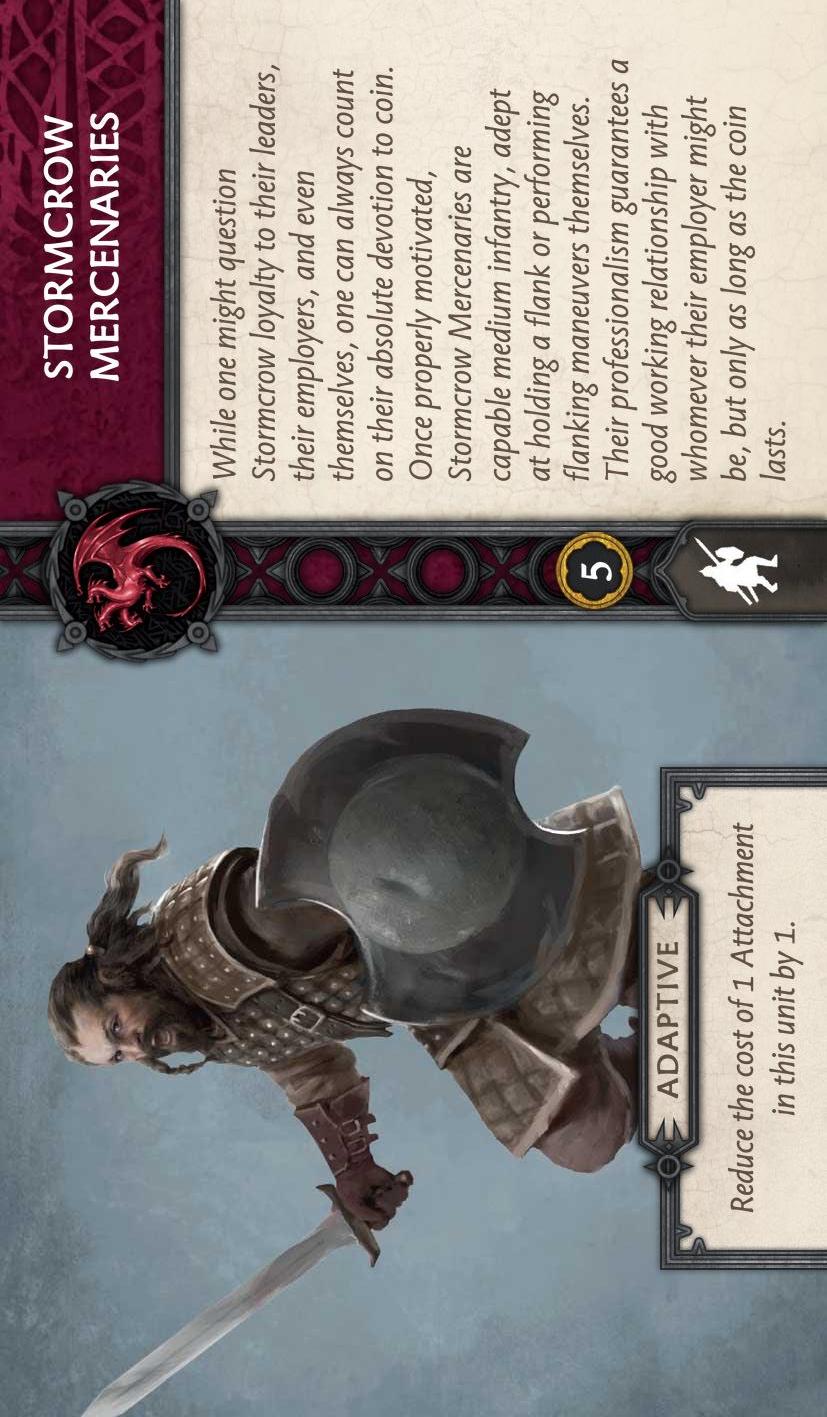 STORMCROW
MERCENARIES
While one might question
Stormcrow loyalty to their leaders,
their employers, and even
themselves, one can always count
on their absolute devotion to coin.
Once properly motivated,
Stormcrow Mercenaries are
capable medium infantry, adept
at holding a flank or performing
flanking maneuvers themselves.
Their professionalism guarantees a
good working relationship with
whomever their employer might
be, but only as long as the coin
lasts.
5
ADAPTIVE
Reduce the cost of 1 Attachment
in this unit by 1.